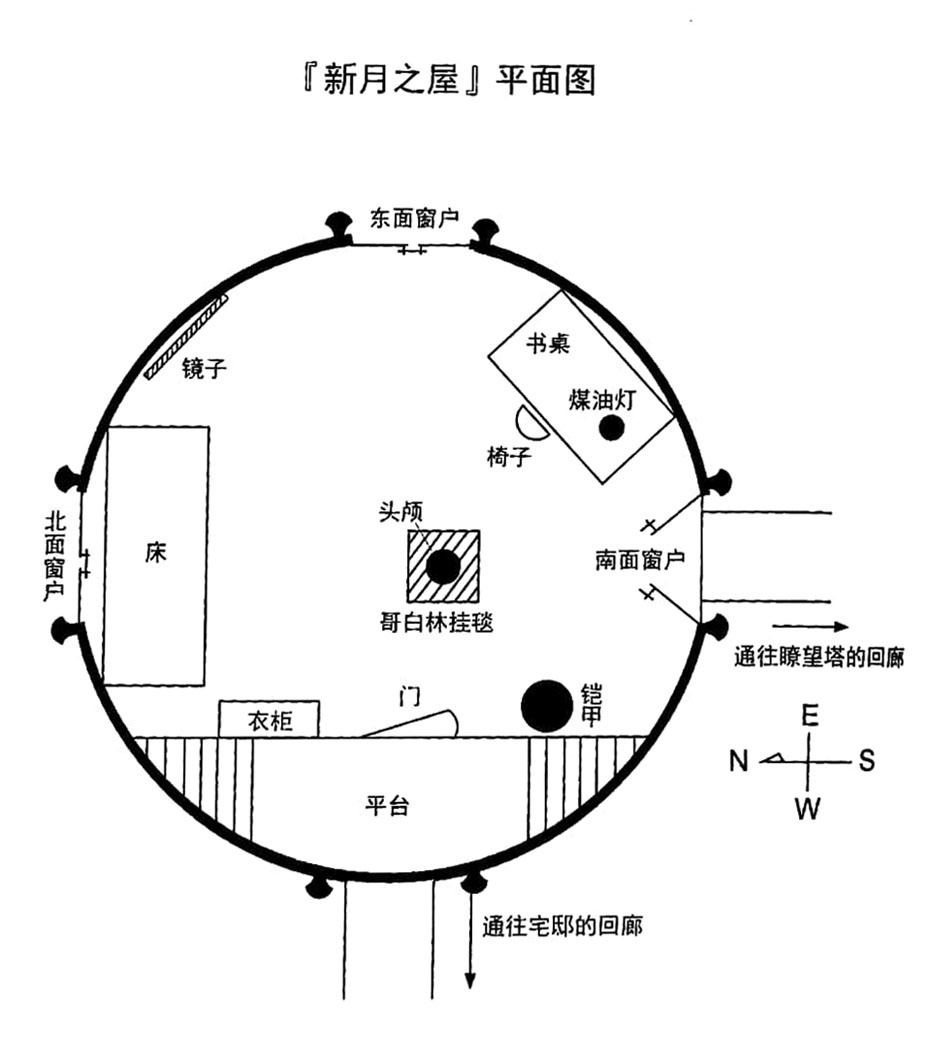 『新月之屋』平面图
东面窗户
镜子
书桌
煤油灯
椅子
北面窗户
床
头颅
南面窗户
哥白林挂毯
通往瞭望塔的回廊
衣柜
门
铠甲
E
N
S
W
平台
通往宅邸的回廊